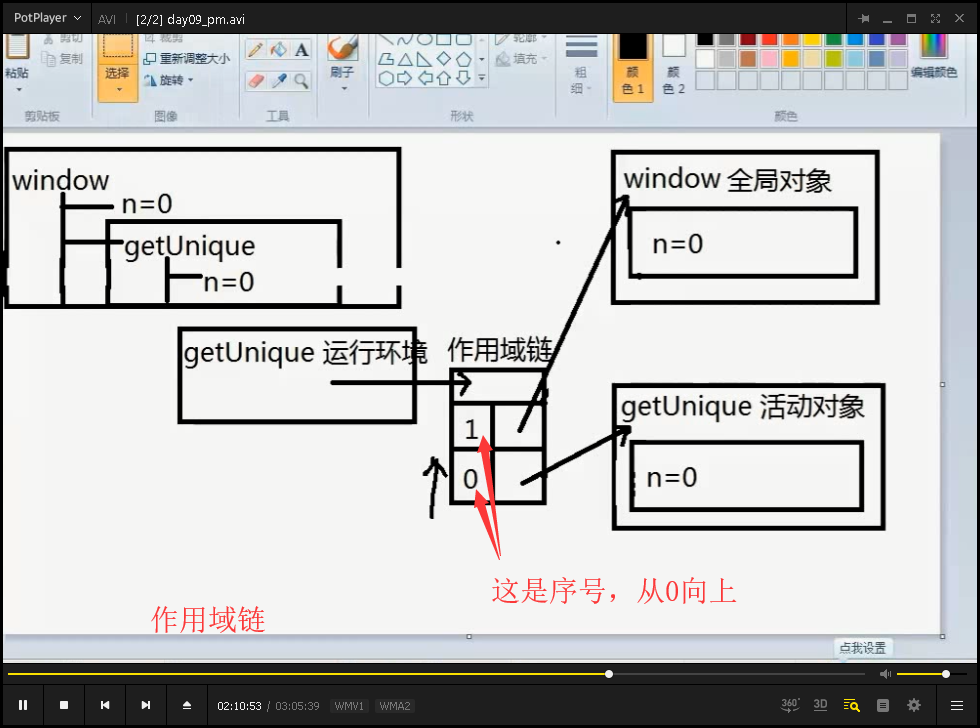 PotPlayer AVI [2/2] day09_pm.avi
剪切
裁剪
轮廓
粘贴
复制
选择
重新调整大小
A
刷子
填充
粗
细
颜
色 1
颜
色 2
编辑颜色
旋转
剪贴板
图像
工具
形状
颜色
window
n=0
getUnique
n=0
window 全局对象
n=0
getUnique 运行环境
作用域链
1
0
getUnique 活动对象
n=0
这是序号，从0向上
作用域链
点我设置
02:10:53 / 03:05:39 WMV1 WMA2
360° 3D